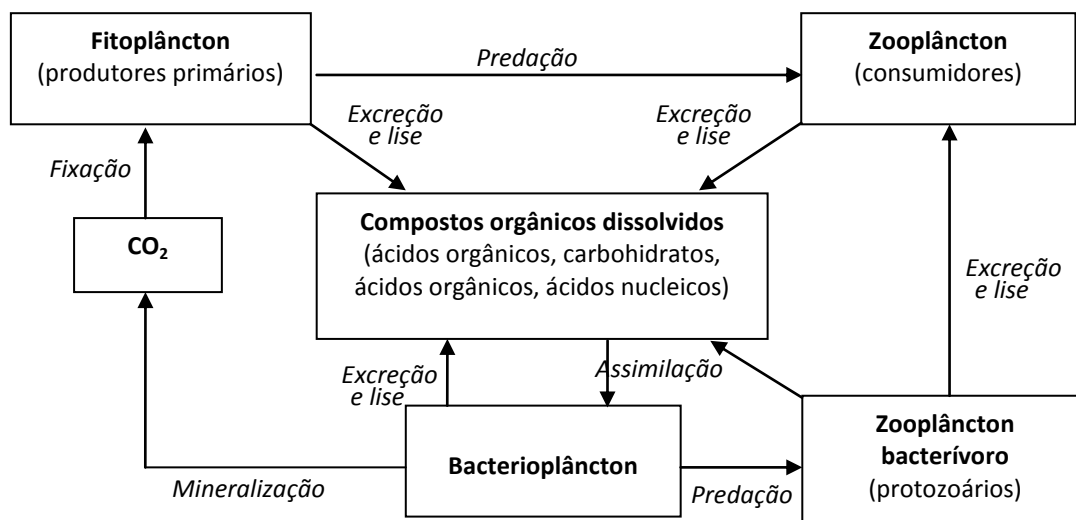 Fitoplâncton
(produtores primários)
Predação
Zooplâncton
(consumidores)
Excreção
e lise
Excreção
e lise
Fixação
CO₂
Compostos orgânicos dissolvidos
(ácidos orgânicos, carbohidratos,
ácidos orgânicos, ácidos nucleicos)
Excreção
e lise
Excreção
e lise
Assimilação
Bacterioplâncton
Zooplâncton
bacterívoro
(protozoários)
Mineralização
Predação